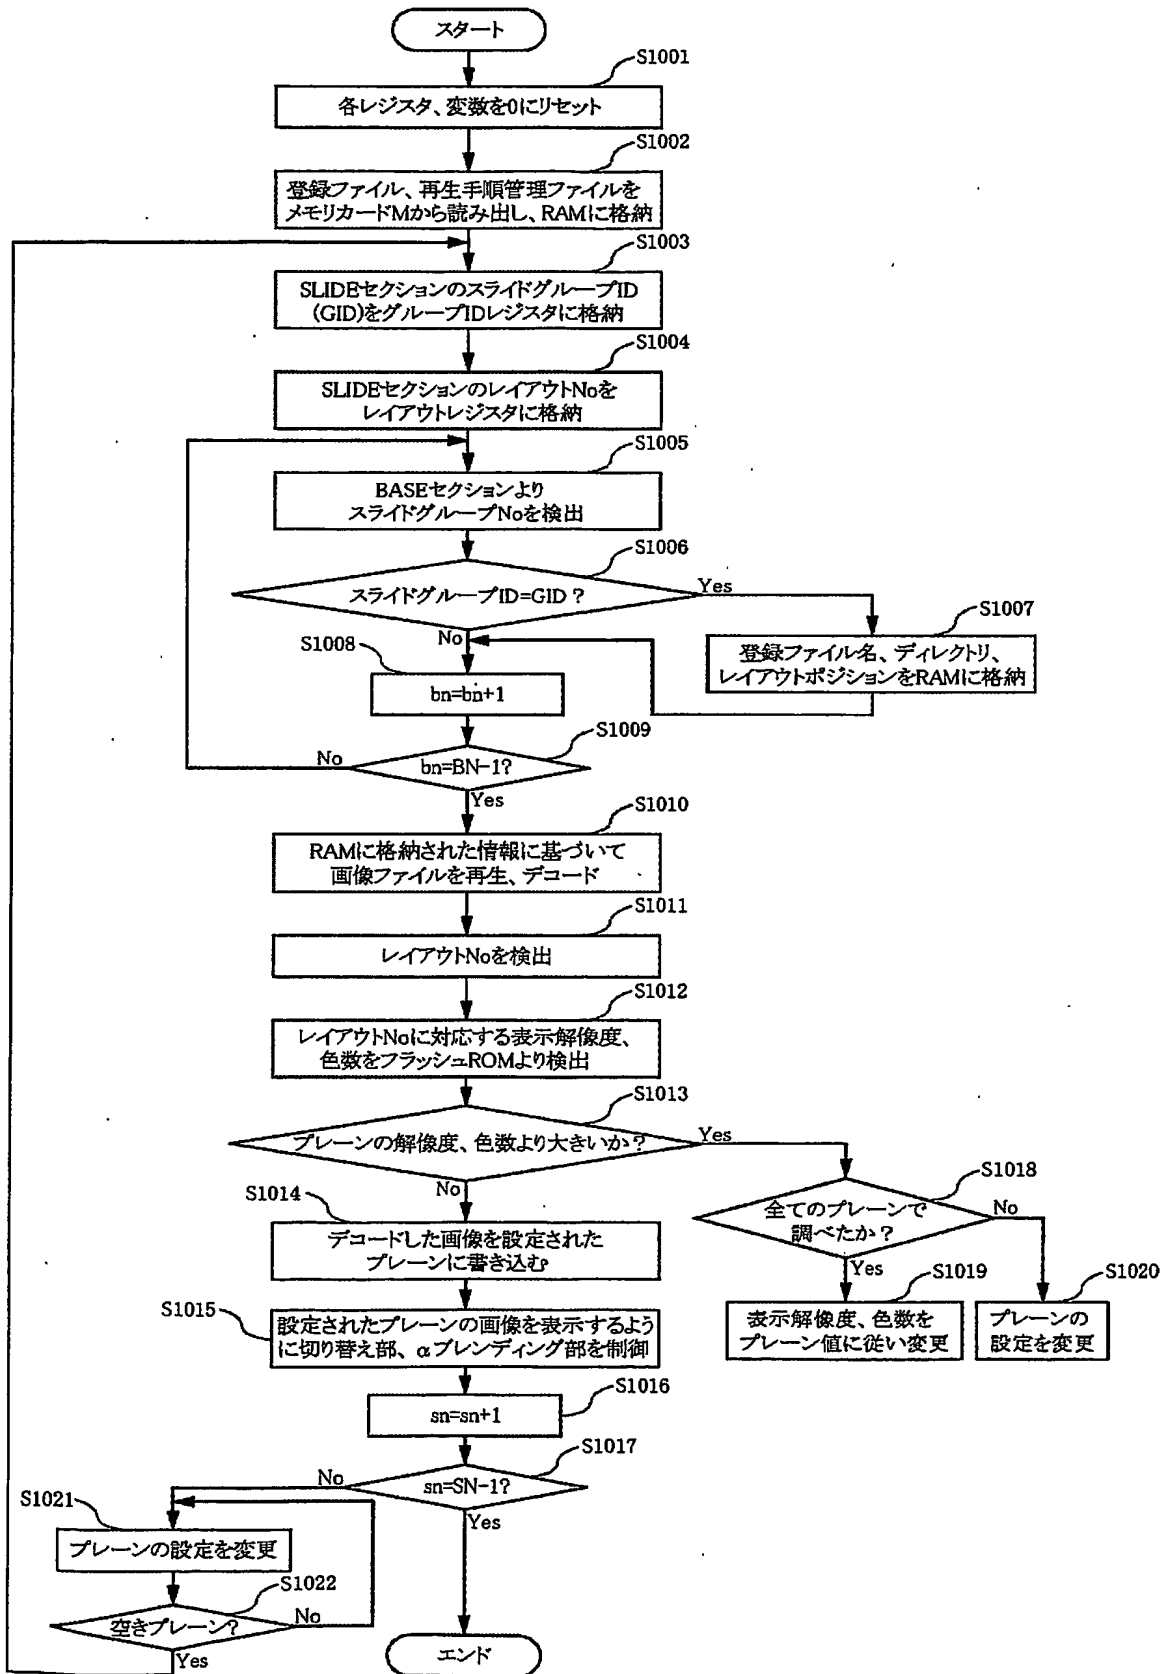 スタート
S1001
各レジスタ、変数を0にリセット
S1002
登録ファイル、再生手順管理ファイルを
メモリカードMから読み出し、RAMに格納
S1003
SLIDEセクションのスライドグループID
(GID)をグループIDレジスタに格納
S1004
SLIDEセクションのレイアウトNoを
レイアウトレジスタに格納
S1005
BASEセクションより
スライドグループNoを検出
S1006
スライドグループID=GID？
Yes
No
S1007
登録ファイル名、ディレクトリ、
レイアウトポジションをRAMに格納
S1008
bn=bn+1
S1009
bn=BN-1?
No
Yes
S1010
RAMに格納された情報に基づいて
画像ファイルを再生、デコード
S1011
レイアウトNoを検出
S1012
レイアウトNoに対応する表示解像度、
色数をフラッシュROMより検出
S1013
プレーンの解像度、色数より大きいか？
Yes
No
S1018
全てのプレーンで
調べたか？
No
Yes
S1014
デコードした画像を設定された
プレーンに書き込む
S1019
表示解像度、色数を
プレーン値に従い変更
S1020
プレーンの
設定を変更
S1015
設定されたプレーンの画像を表示するよう
に切り替え部、αブレンディング部を制御
S1016
sn=sn+1
S1017
sn=SN-1?
No
Yes
S1021
プレーンの設定を変更
S1022
空きプレーン?
No
Yes
エンド